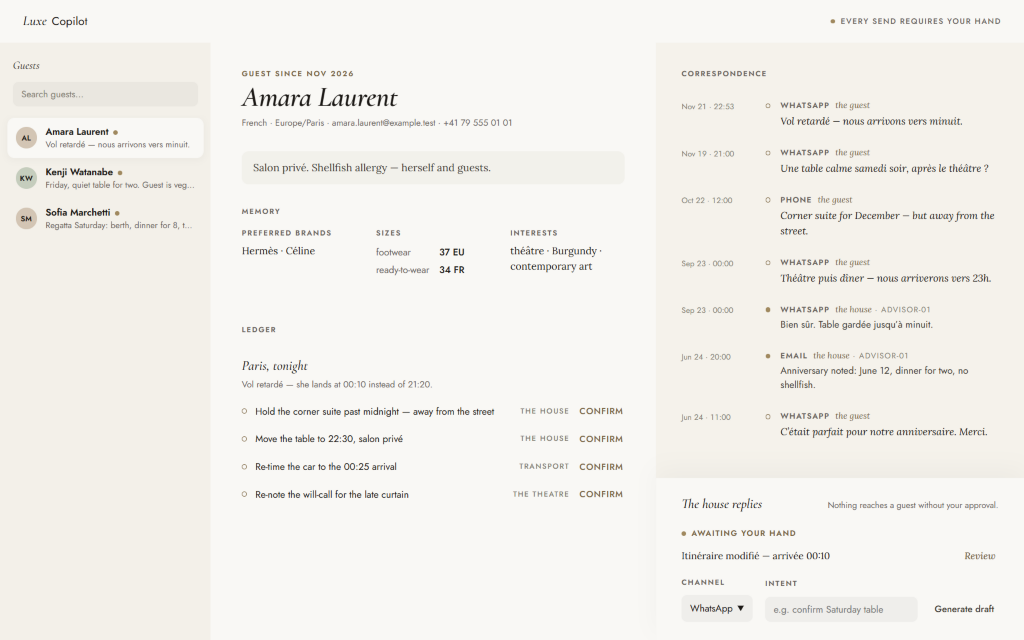 Luxe Copilot
EVERY SEND REQUIRES YOUR HAND
Guests
Search guests...
AL
Amara Laurent
Vol retardé — nous arrivons vers minuit.
KW
Kenji Watanabe
Friday, quiet table for two. Guest is veg...
SM
Sofia Marchetti
Regatta Saturday: berth, dinner for 8, t...
GUEST SINCE NOV 2026
Amara Laurent
French · Europe/Paris · amara.laurent@example.test · +41 79 555 01 01
Salon privé. Shellfish allergy — herself and guests.
MEMORY
PREFERRED BRANDS
Hermès · Céline
SIZES
footwear 37 EU
ready-to-wear 34 FR
INTERESTS
théâtre · Burgundy ·
contemporary art
LEDGER
Paris, tonight
Vol retardé — she lands at 00:10 instead of 21:20.
Hold the corner suite past midnight — away from the street THE HOUSE CONFIRM
Move the table to 22:30, salon privé THE HOUSE CONFIRM
Re-time the car to the 00:25 arrival TRANSPORT CONFIRM
Re-note the will-call for the late curtain THE THEATRE CONFIRM
CORRESPONDENCE
Nov 21 · 22:53 WHATSAPP the guest
Vol retardé — nous arrivons vers minuit.
Nov 19 · 21:00 WHATSAPP the guest
Une table calme samedi soir, après le théâtre ?
Oct 22 · 12:00 PHONE the guest
Corner suite for December — but away from the
street.
Sep 23 · 00:00 WHATSAPP the guest
Théâtre puis dîner — nous arriverons vers 23h.
Sep 23 · 00:00 WHATSAPP the house · ADVISOR-01
Bien sûr. Table gardée jusqu'à minuit.
Jun 24 · 20:00 EMAIL the house · ADVISOR-01
Anniversary noted: June 12, dinner for two, no
shellfish.
Jun 24 · 11:00 WHATSAPP the guest
C'était parfait pour notre anniversaire. Merci.
The house replies
Nothing reaches a guest without your approval.
AWAITING YOUR HAND
Itinéraire modifié — arrivée 00:10 Review
CHANNEL
WhatsApp ▼
INTENT
e.g. confirm Saturday table
Generate draft